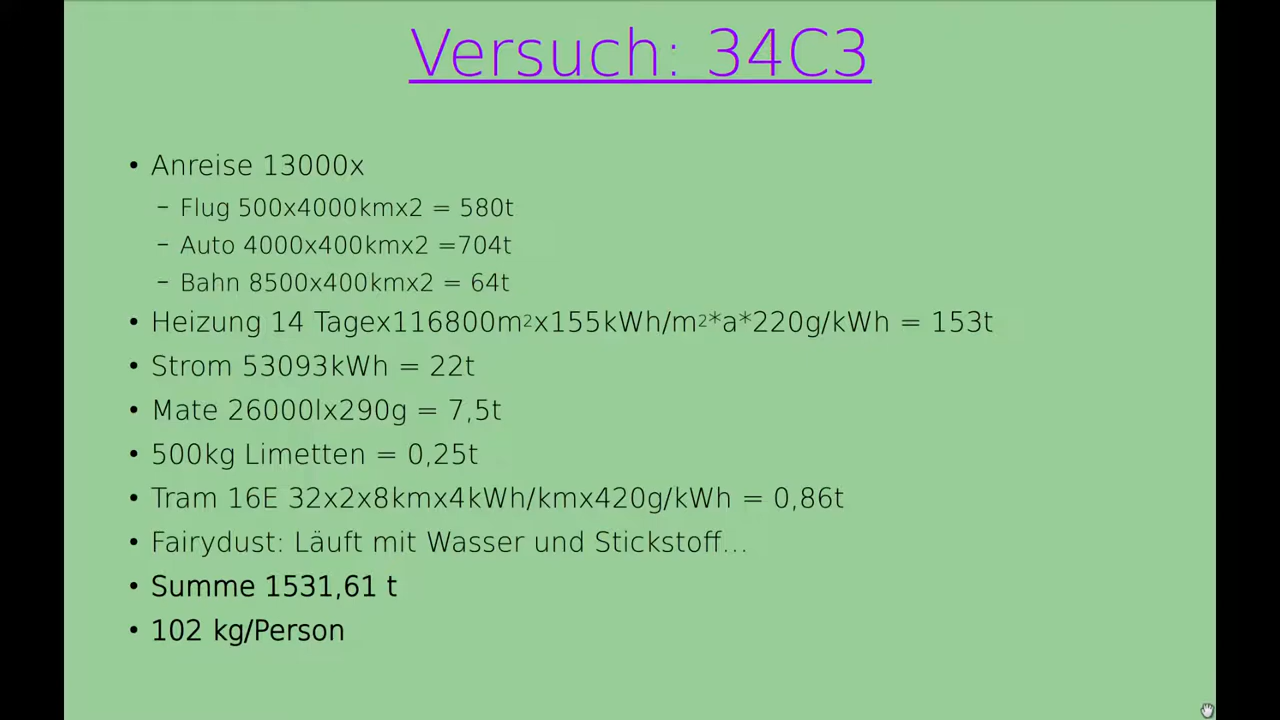 Versuch: 34C3
• Anreise 13000x
– Flug 500x4000kmx2 = 580t
– Auto 4000x400kmx2 =704t
– Bahn 8500x400kmx2 = 64t
• Heizung 14 Tagex116800m²x155kWh/m²*a*220g/kWh = 153t
• Strom 53093kWh = 22t
• Mate 26000lx290g = 7,5t
• 500kg Limetten = 0,25t
• Tram 16E 32x2x8kmx4kWh/kmx420g/kWh = 0,86t
• Fairydust: Läuft mit Wasser und Stickstoff...
• Summe 1531,61 t
• 102 kg/Person